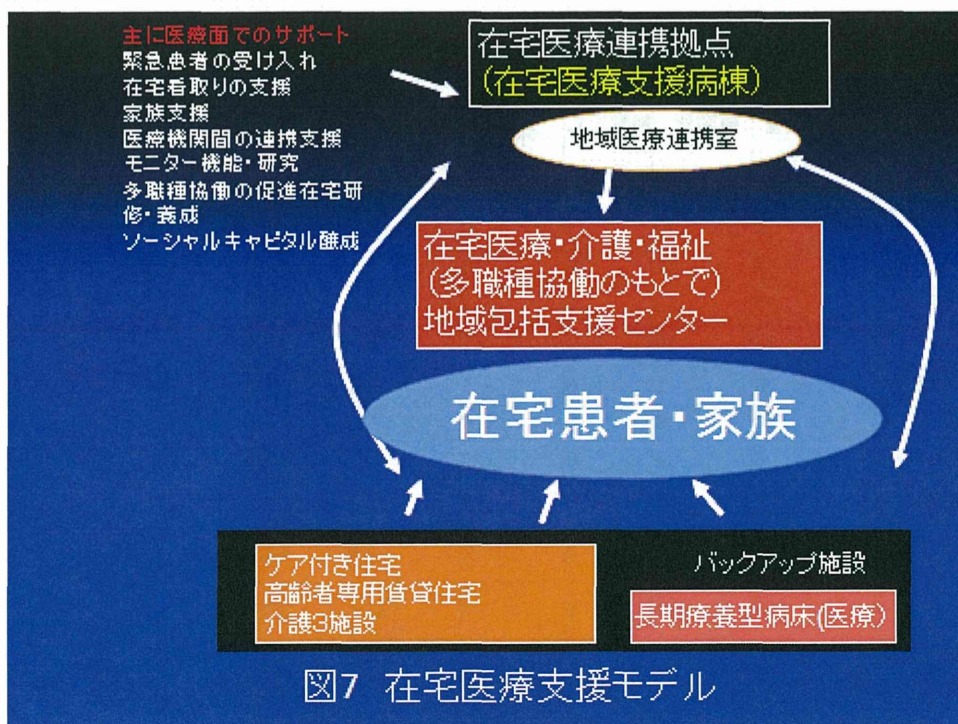 主に医療面でのサポート
緊急患者の受け入れ
在宅看取りの支援
家族支援
医療機関間の連携支援
モニター機能・研究
多職種協働の促進在宅研
修・養成
ソーシャルキャピタル醸成
在宅医療連携拠点
(在宅医療支援病棟)
地域医療連携室
在宅医療・介護・福祉
(多職種協働のもとで)
地域包括支援センター
在宅患者・家族
ケア付き住宅
高齢者専用賃貸住宅
介護3施設
バックアップ施設
長期療養型病床(医療)
図7 在宅医療支援モデル